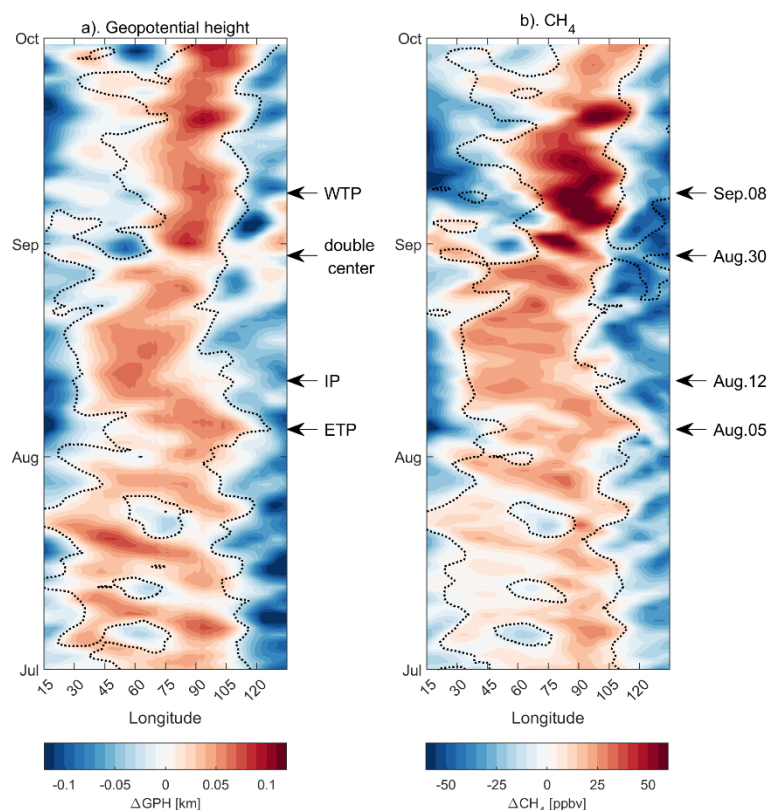 a). Geopotential height
Oct
Sep
Aug
Jul
WTP
double
center
IP
ETP
15 30 45 60 75 90 105 120
Longitude
-0.1 -0.05 0 0.05 0.1
ΔGPH [km]
b). CH4
Oct
Sep
Aug
Jul
Sep.08
Aug.30
Aug.12
Aug.05
15 30 45 60 75 90 105 120
Longitude
-50 -25 0 25 50
ΔCH4 [ppbv]